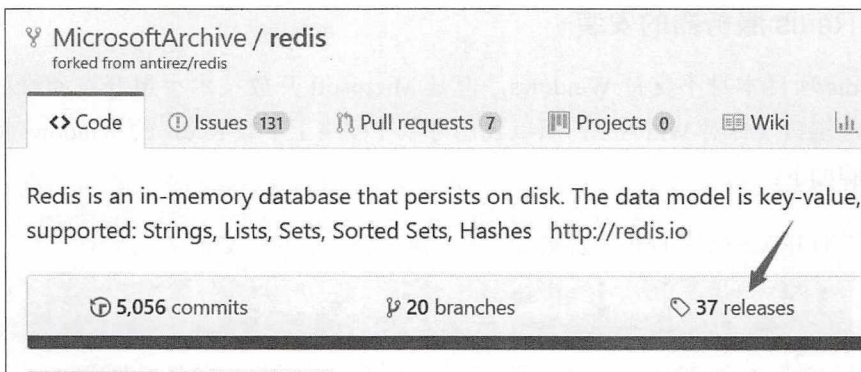 MicrosoftArchive / redis
forked from antirez/redis
Code Issues 131 Pull requests 7 Projects 0 Wiki
Redis is an in-memory database that persists on disk. The data model is key-value,
supported: Strings, Lists, Sets, Sorted Sets, Hashes http://redis.io
5,056 commits 20 branches 37 releases